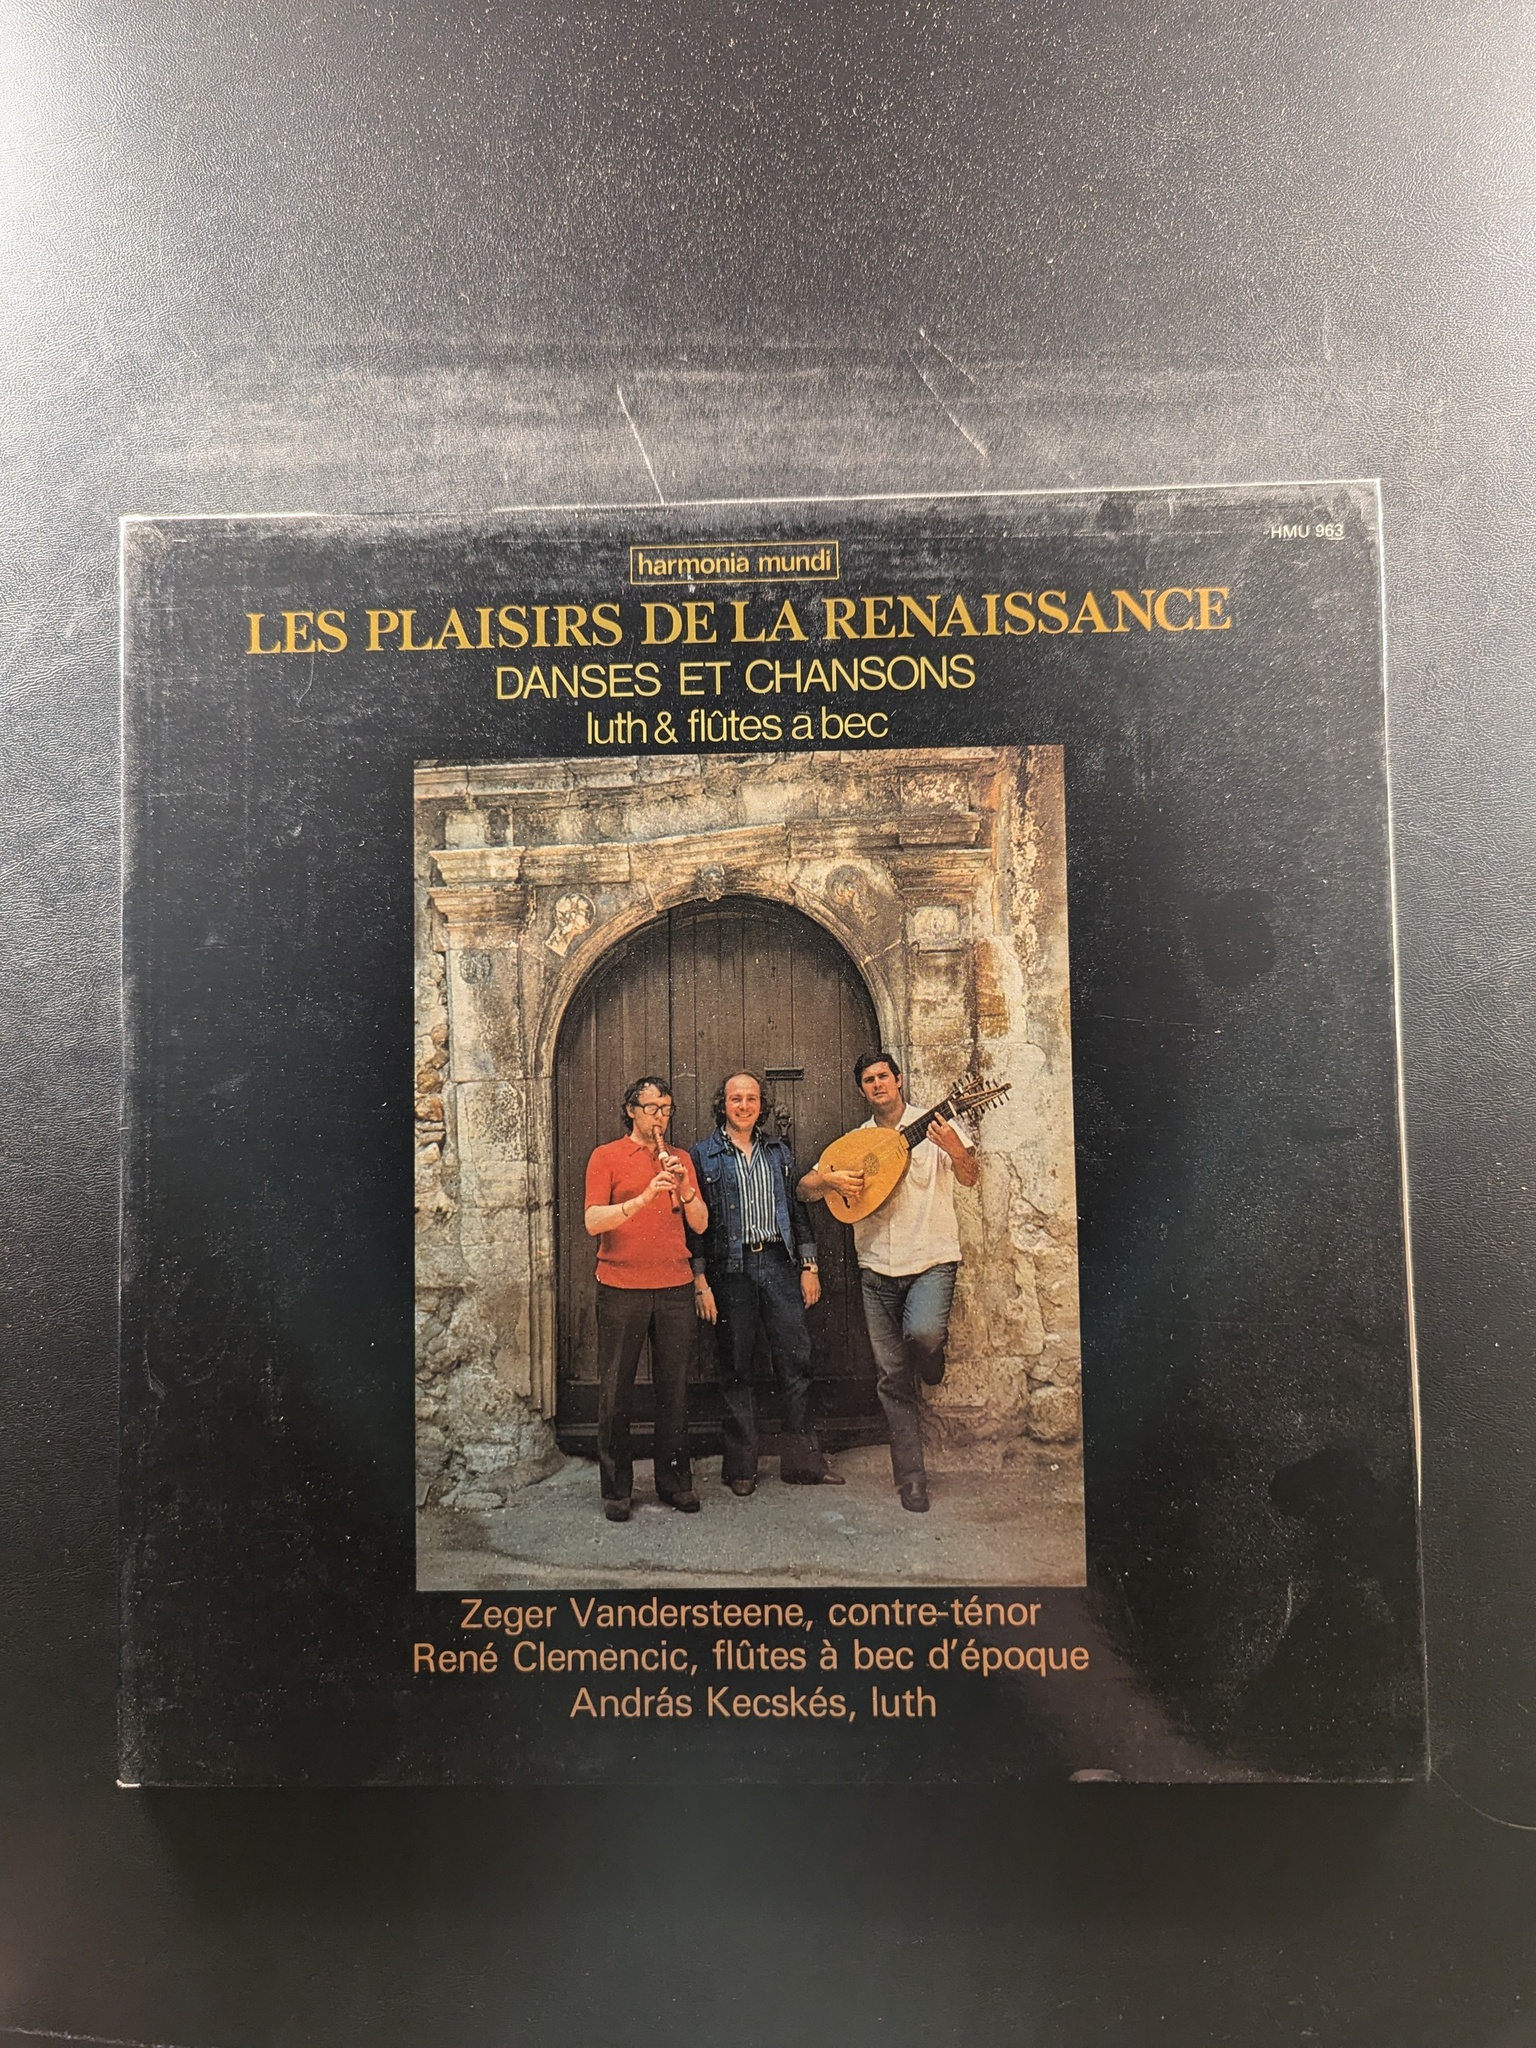 HMU 963
harmonia mundi
LES PLAISIRS DE LA RENAISSANCE
DANSES ET CHANSONS
luth & flûtes à bec
Zeger Vandersteene, contre-ténor
René Clemencic, flûtes à bec d'époque
András Kecskés, luth